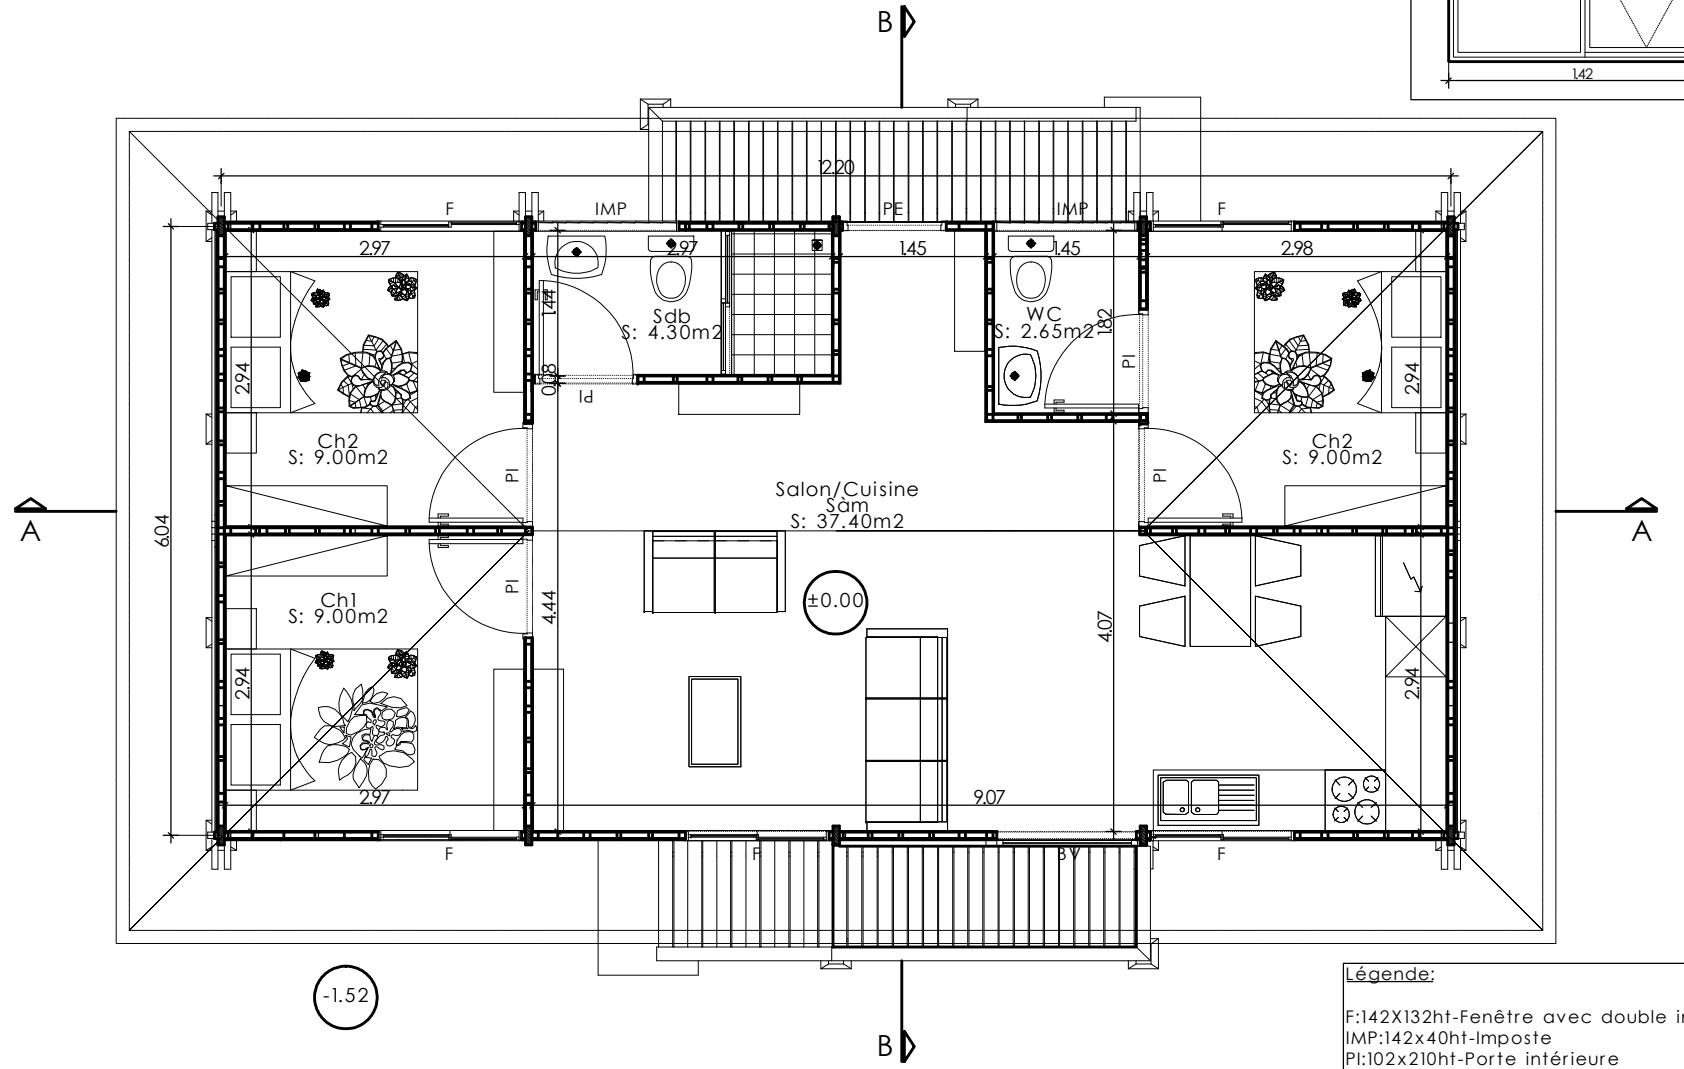 B
1.42
12.20
F
IMP
PE
IMP
F
2.97
2.97
1.45
1.45
2.98
1.44
Sdb
S: 4.30m2
WC
S: 2.65m2
1.82
PI
2.94
0.08
PI
2.94
Ch2
S: 9.00m2
PI
Salon/Cuisine
Sàm
S: 37.40m2
PI
Ch2
S: 9.00m2
A
6.04
A
PI
Ch1
S: 9.00m2
4.44
±0.00
4.07
2.94
2.94
2.97
9.07
F
F
BV
F
-1.52
B
Légende:
F:142X132ht-Fenêtre avec double
IMP:142x40ht-Imposte
PI:102x210ht-Porte intérieure